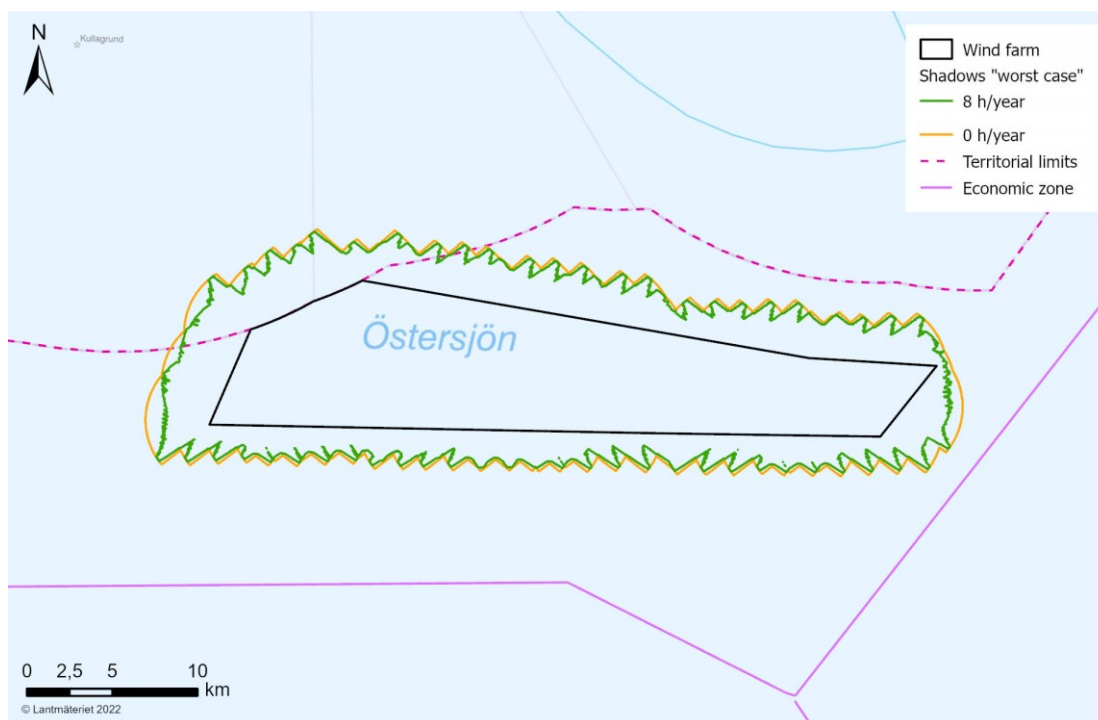 N
Kullagrund
Wind farm
Shadows "worst case"
8 h/year
0 h/year
Territorial limits
Economic zone
Östersjön
0 2,5 5 10
km
© Lantmäteriet 2022